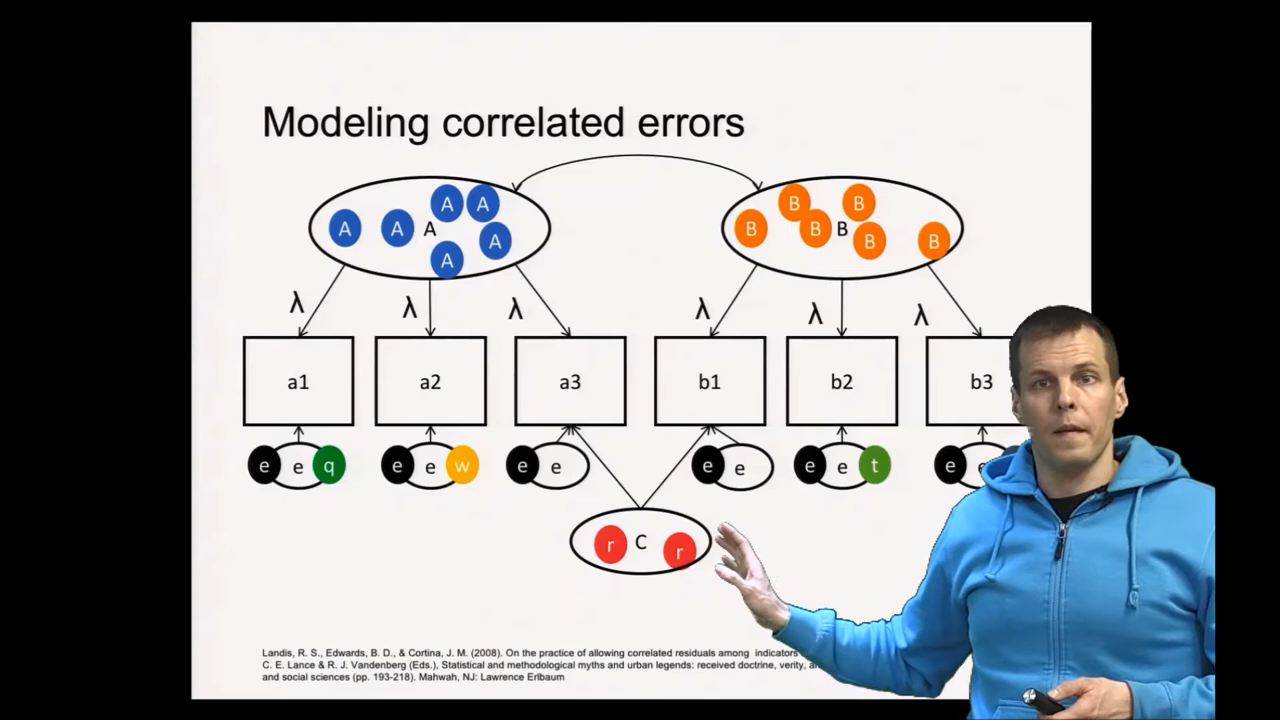 Modeling correlated errors
A A A A A A A
B B B B B B B
λ λ λ λ λ λ
a1 a2 a3 b1 b2 b3
e e q e e w e e e e e e t e e
r C r
Landis, R. S., Edwards, B. D., & Cortina, J. M. (2008). On the practice of allowing correlated residuals among indicators
C. E. Lance & R. J. Vandenberg (Eds.), Statistical and methodological myths and urban legends: received doctrine, verity,
and social sciences (pp. 193-218). Mahwah, NJ: Lawrence Erlbaum